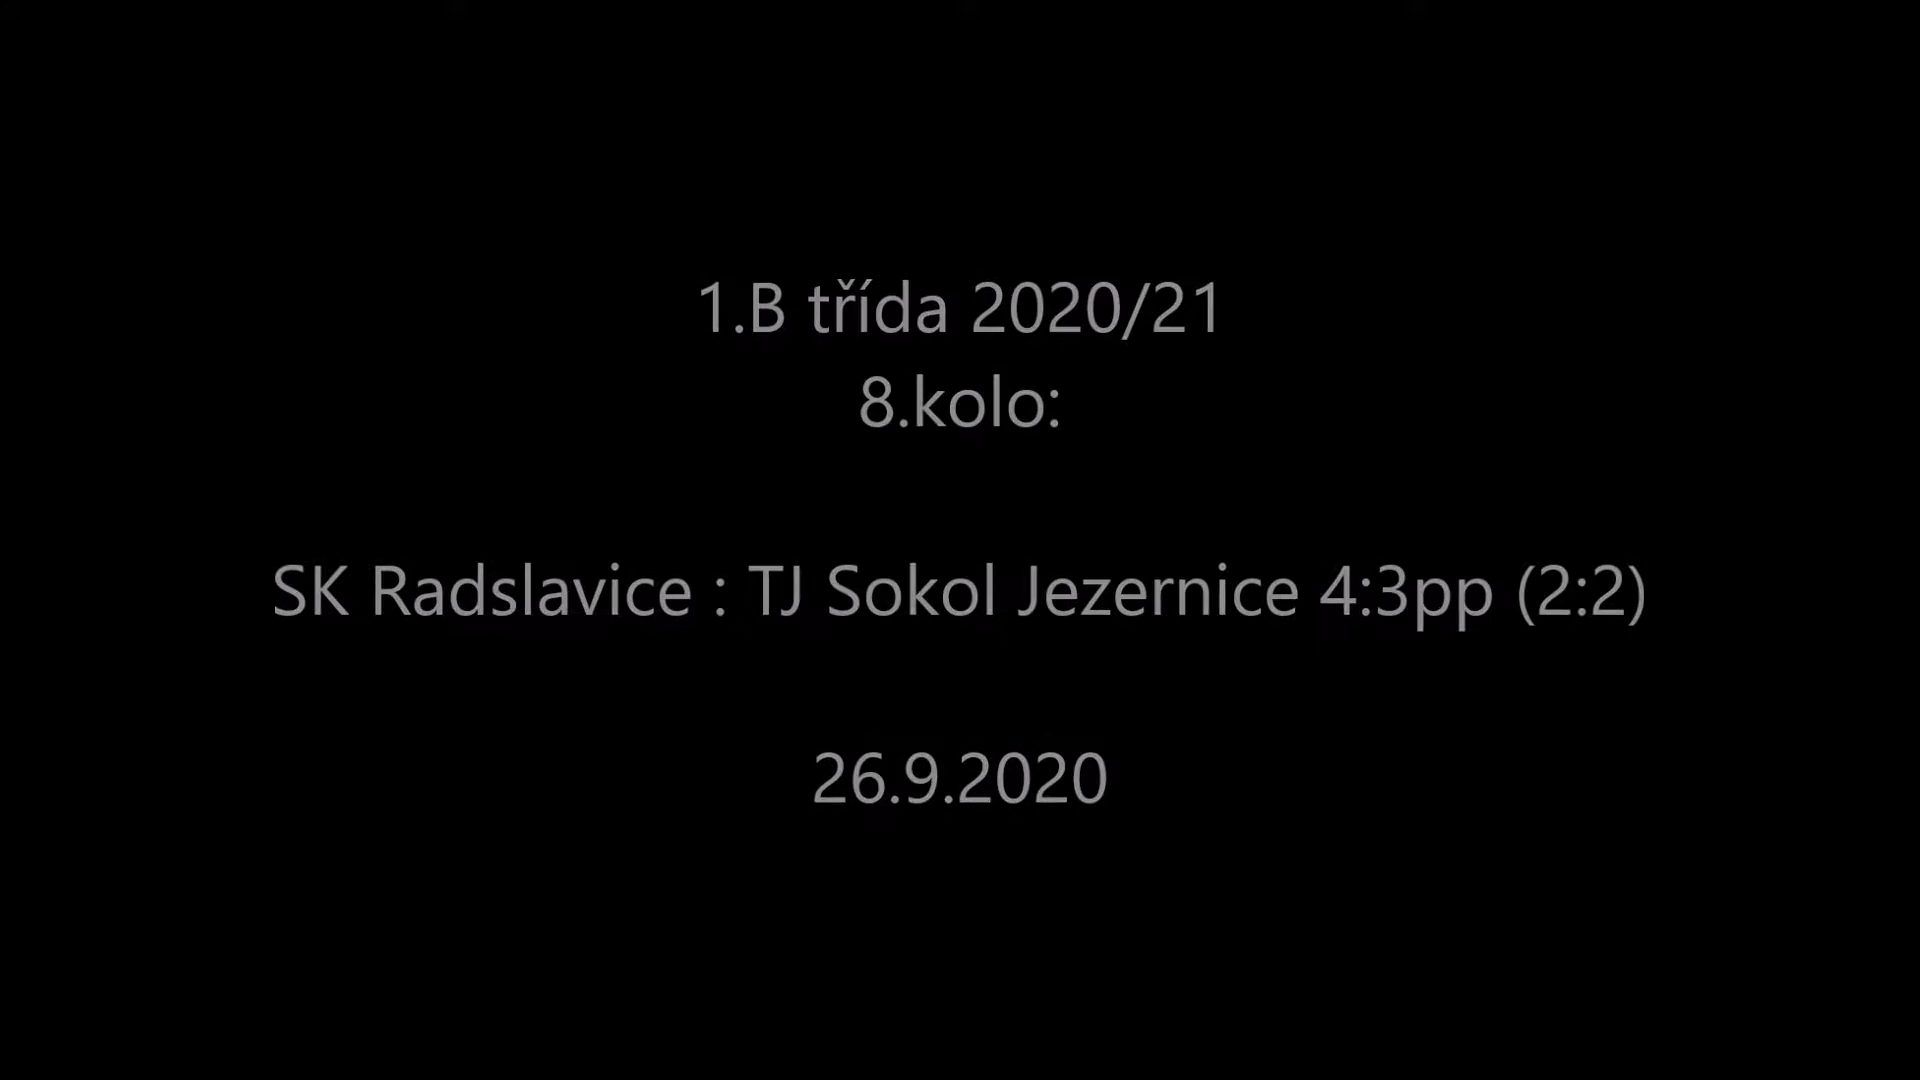 1.B třída 2020/21
8.kolo:
SK Radslavice : TJ Sokol Jezernice 4:3pp (2:2)
26.9.2020